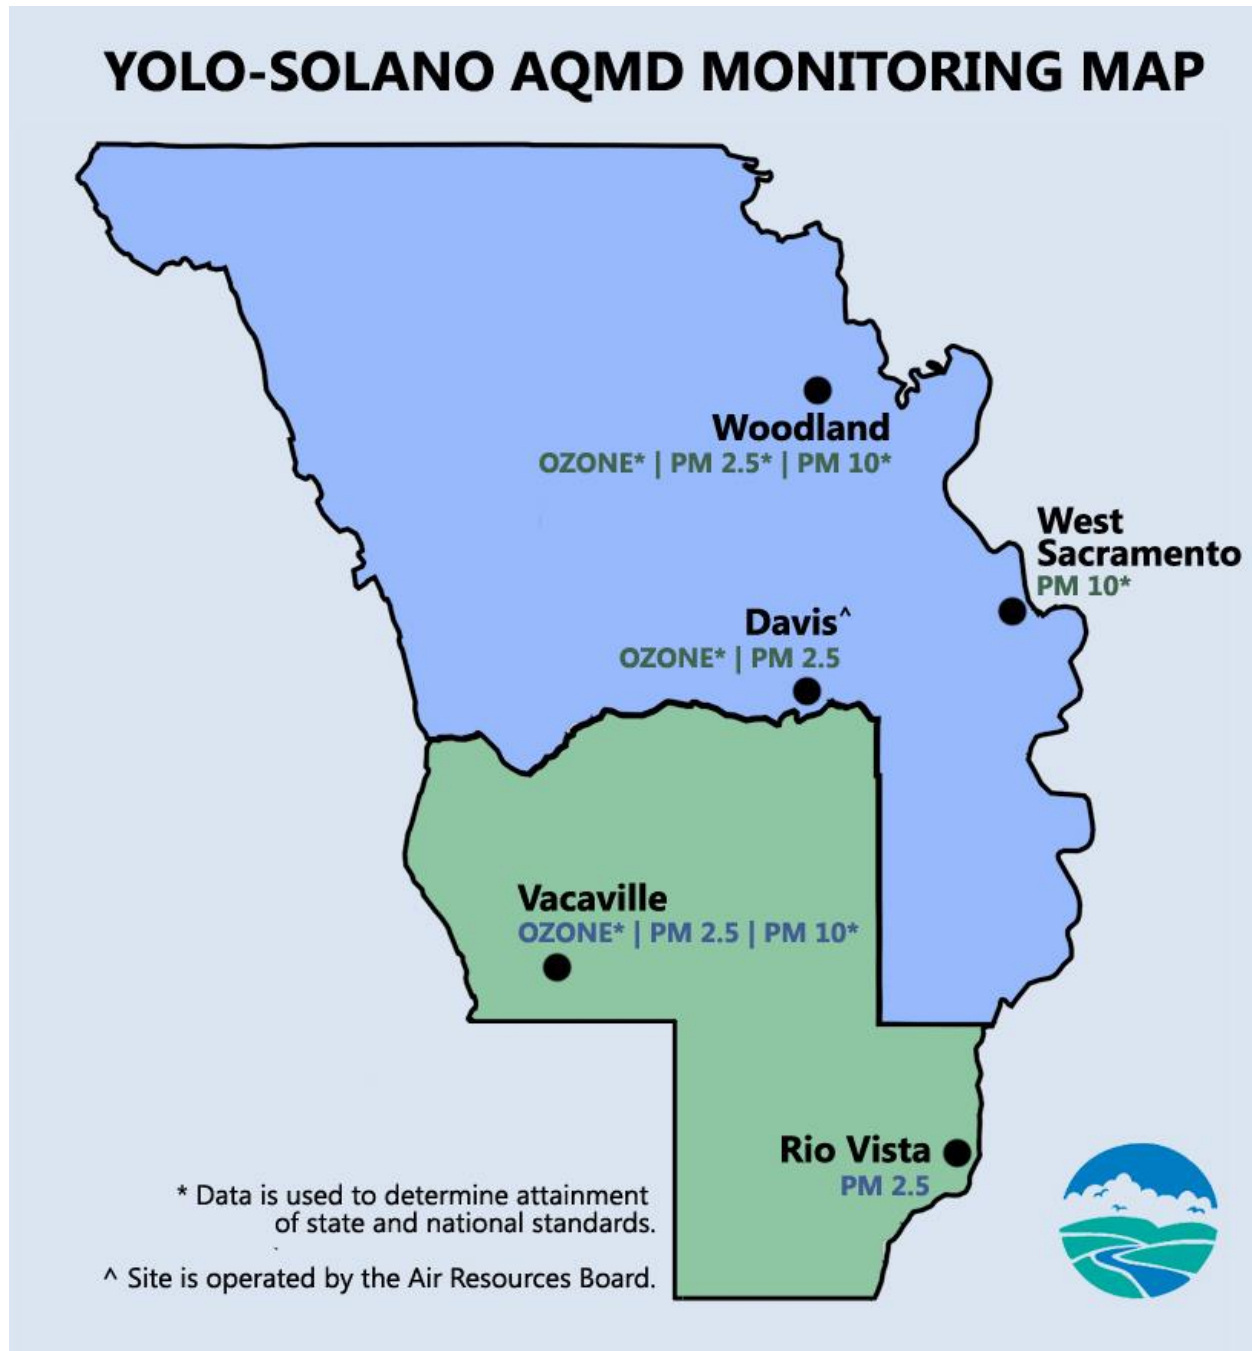 YOLO-SOLANO AQMD MONITORING MAP
Woodland
OZONE* | PM 2.5* | PM 10*
West
Sacramento
PM 10*
Davis^
OZONE* | PM 2.5
Vacaville
OZONE* | PM 2.5 | PM 10*
Rio Vista
PM 2.5
* Data is used to determine attainment
of state and national standards.
^ Site is operated by the Air Resources Board.